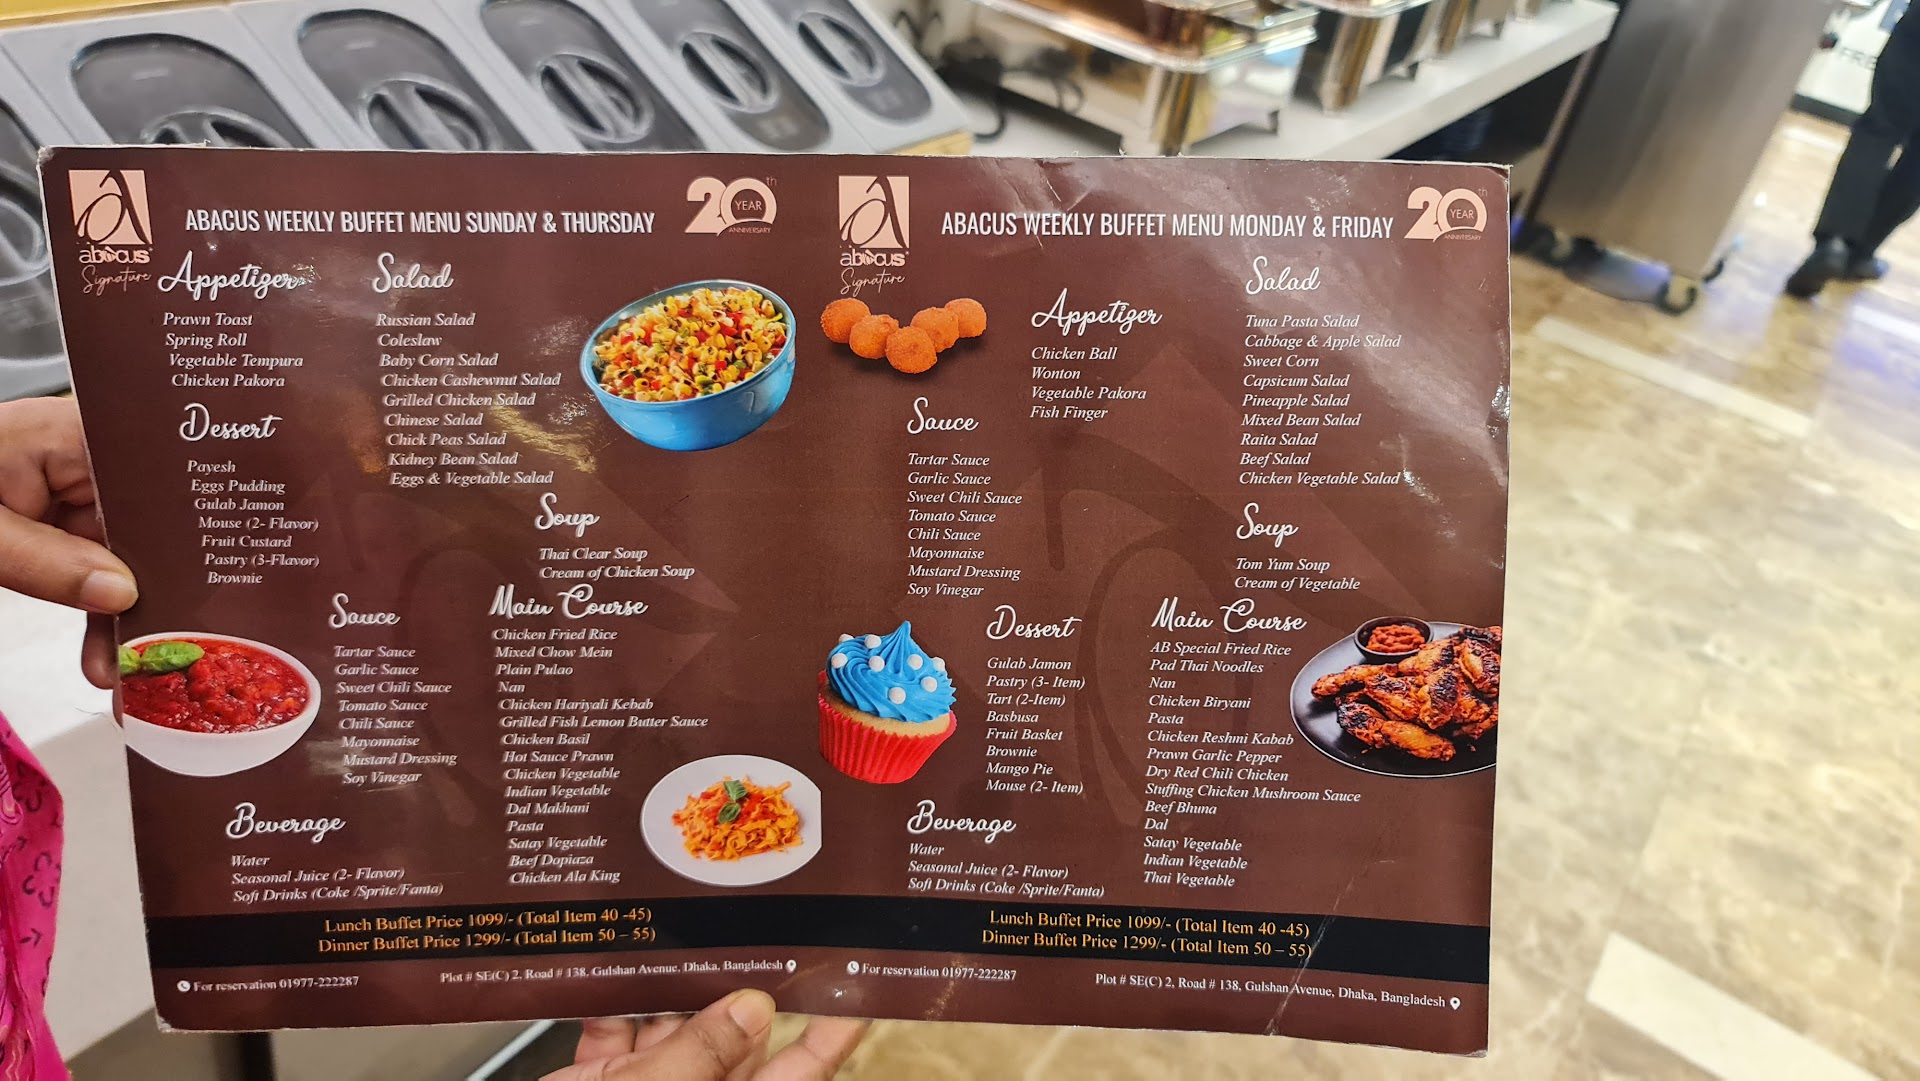 abacus
Signature
ABACUS WEEKLY BUFFET MENU SUNDAY & THURSDAY
20th
YEAR
ANNIVERSARY
Appetizer
Prawn Toast
Spring Roll
Vegetable Tempura
Chicken Pakora
Salad
Russian Salad
Coleslaw
Baby Corn Salad
Chicken Cashewnut Salad
Grilled Chicken Salad
Chinese Salad
Chick Peas Salad
Kidney Bean Salad
Eggs & Vegetable Salad
Dessert
Payesh
Eggs Pudding
Gulab Jamon
Mouse (2- Flavor)
Fruit Custard
Pastry (3-Flavor)
Brownie
Soup
Thai Clear Soup
Cream of Chicken Soup
Sauce
Tartar Sauce
Garlic Sauce
Sweet Chili Sauce
Tomato Sauce
Chili Sauce
Mayonnaise
Mustard Dressing
Soy Vinegar
Main Course
Chicken Fried Rice
Mixed Chow Mein
Plain Pulao
Nan
Chicken Hariyali Kebab
Grilled Fish Lemon Butter Sauce
Chicken Basil
Hot Sauce Prawn
Chicken Vegetable
Indian Vegetable
Dal Makhani
Pasta
Satay Vegetable
Beef Dopiaza
Chicken Ala King
Beverage
Water
Seasonal Juice (2- Flavor)
Soft Drinks (Coke /Sprite/Fanta)
Lunch Buffet Price 1099/- (Total Item 40 -45)
Dinner Buffet Price 1299/- (Total Item 50 – 55)
For reservation 01977-222287
Plot # SE(C) 2, Road # 138, Gulshan Avenue, Dhaka, Bangladesh
abacus
Signature
ABACUS WEEKLY BUFFET MENU MONDAY & FRIDAY
20th
YEAR
ANNIVERSARY
Appetizer
Chicken Ball
Wonton
Vegetable Pakora
Fish Finger
Salad
Tuna Pasta Salad
Cabbage & Apple Salad
Sweet Corn
Capsicum Salad
Pineapple Salad
Mixed Bean Salad
Raita Salad
Beef Salad
Chicken Vegetable Salad
Sauce
Tartar Sauce
Garlic Sauce
Sweet Chili Sauce
Tomato Sauce
Chili Sauce
Mayonnaise
Mustard Dressing
Soy Vinegar
Soup
Tom Yum Soup
Cream of Vegetable
Dessert
Gulab Jamon
Pastry (3- Item)
Tart (2-Item)
Basbusa
Fruit Basket
Brownie
Mango Pie
Mouse (2- Item)
Main Course
AB Special Fried Rice
Pad Thai Noodles
Nan
Chicken Biryani
Pasta
Chicken Reshmi Kabab
Prawn Garlic Pepper
Dry Red Chili Chicken
Stuffing Chicken Mushroom Sauce
Beef Bhuna
Dal
Satay Vegetable
Indian Vegetable
Thai Vegetable
Beverage
Water
Seasonal Juice (2- Flavor)
Soft Drinks (Coke /Sprite/Fanta)
Lunch Buffet Price 1099/- (Total Item 40 -45)
Dinner Buffet Price 1299/- (Total Item 50 – 55)
For reservation 01977-222287
Plot # SE(C) 2, Road # 138, Gulshan Avenue, Dhaka, Bangladesh